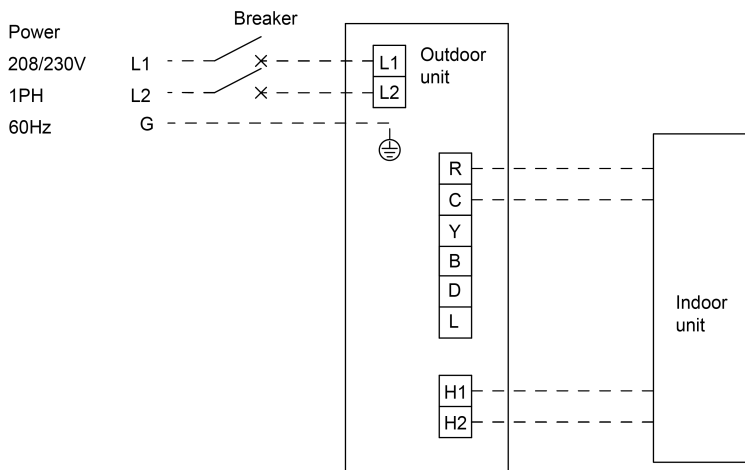 Breaker
Power
208/230V L1
1PH L2
60Hz G
L1
L2
Outdoor
unit
R
C
Y
B
D
L
H1
H2
Indoor
unit